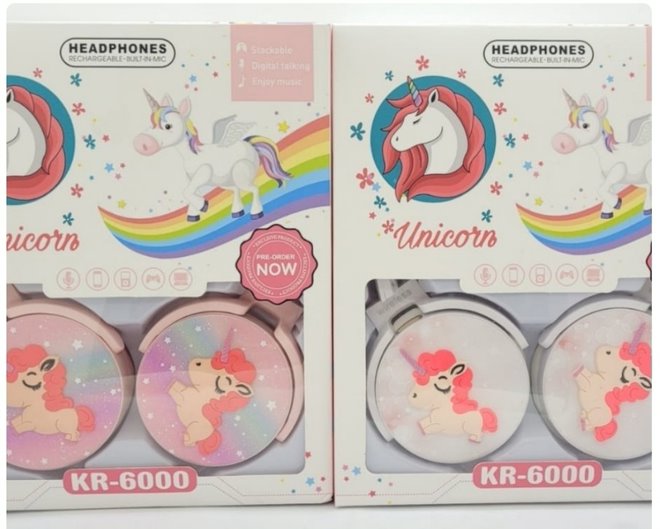 HEADPHONES
RECHARGEABLE·BUILT-IN-MIC
Stackable
Digital talking
Enjoy music
nicorn
PRE-ORDER
NOW
KR-6000
HEADPHONES
RECHARGEABLE·BUILT-IN-MIC
Unicorn
wireless
KR-6000